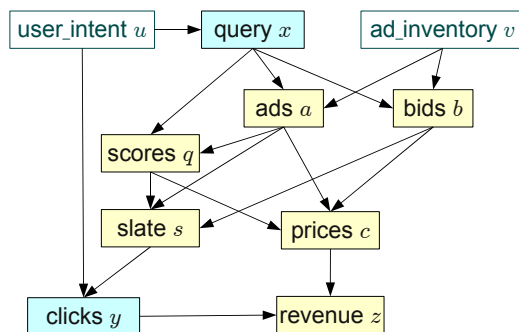 user_intent u
query x
ad_inventory v
ads a
bids b
scores q
slate s
prices c
clicks y
revenue z